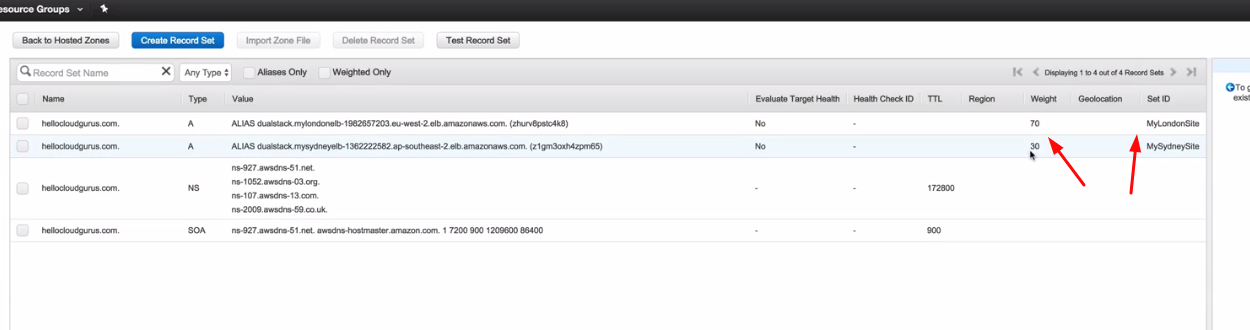 esource Groups
Back to Hosted Zones Create Record Set Import Zone File Delete Record Set Test Record Set
Record Set Name Any Type Aliases Only Weighted Only Displaying 1 to 4 out of 4 Record Sets
To g
exist
Name Type Value Evaluate Target Health Health Check ID TTL Region Weight Geolocation Set ID
hellocloudgurus.com. A ALIAS dualstack.mylondonelb-1982657203.eu-west-2.elb.amazonaws.com. (zhurv8pstc4k8) No - 70 MyLondonSite
hellocloudgurus.com. A ALIAS dualstack.mysydneyelb-1362222582.ap-southeast-2.elb.amazonaws.com. (z1gm3oxh4zpm65) No - 30 MySydneySite
ns-927.awsdns-51.net.
ns-1052.awsdns-03.org.
hellocloudgurus.com. NS - - 172800
ns-107.awsdns-13.com.
ns-2009.awsdns-59.co.uk.
hellocloudgurus.com. SOA ns-927.awsdns-51.net. awsdns-hostmaster.amazon.com. 1 7200 900 1209600 86400 - - 900